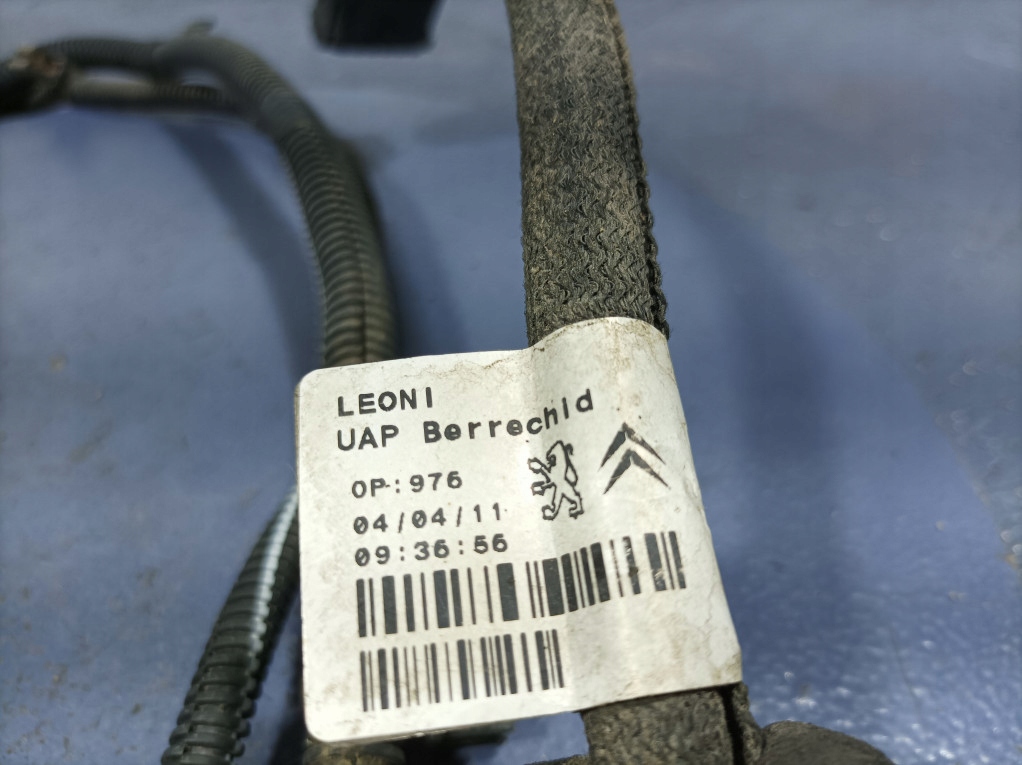 LEONI
UAP Berrechid
OP:976
04/04/11
09:36:56